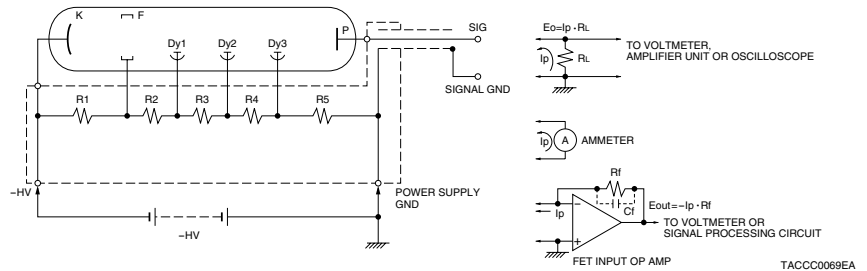 K
F
Dy1
Dy2
Dy3
P
SIG
SIGNAL GND
R1
R2
R3
R4
R5
−HV
POWER SUPPLY
GND
−HV
Eo=Ip • RL
Ip
RL
TO VOLTMETER,
AMPLIFIER UNIT OR OSCILLOSCOPE
Ip
A
AMMETER
Rf
Cf
Eout=−Ip • Rf
Ip
−
+
TO VOLTMETER OR
SIGNAL PROCESSING CIRCUIT
FET INPUT OP AMP
TACCC0069EA